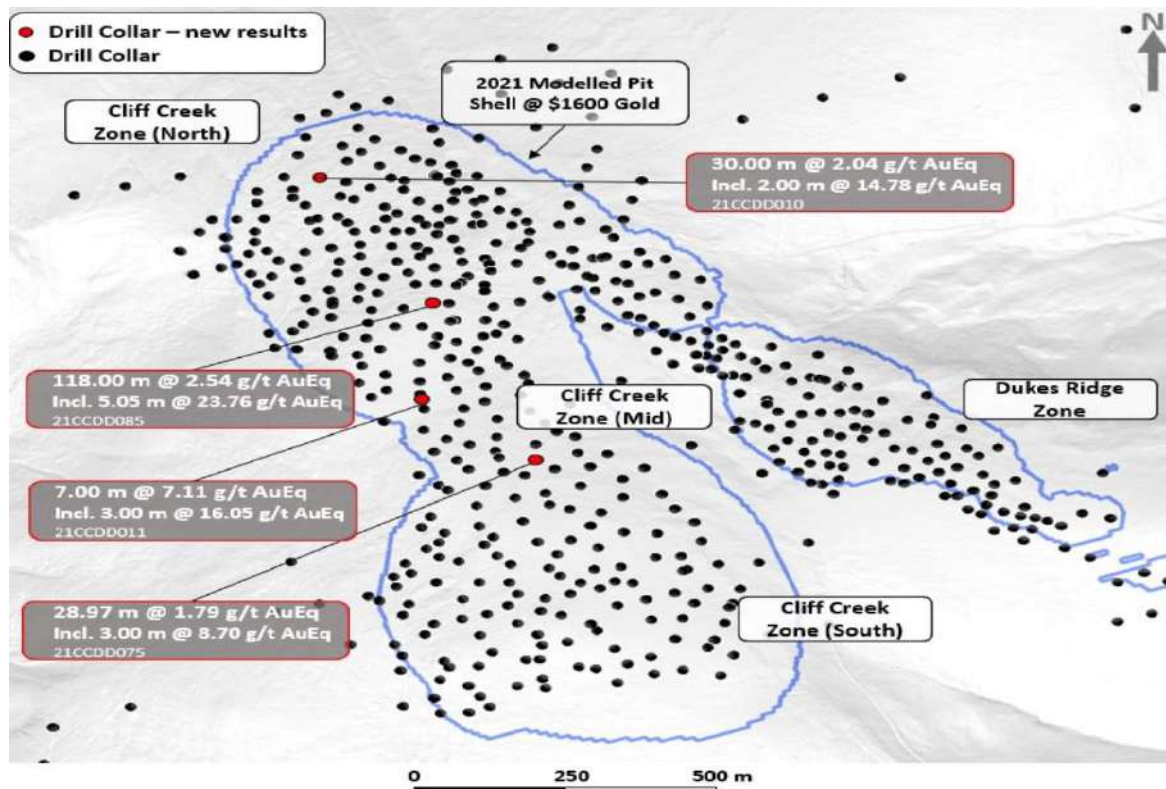 Drill Collar – new results
Drill Collar
N
2021 Modelled Pit
Shell @ $1600 Gold
Cliff Creek
Zone (North)
30.00 m @ 2.04 g/t AuEq
Incl. 2.00 m @ 14.78 g/t AuEq
21CCDD010
118.00 m @ 2.54 g/t AuEq
Incl. 5.05 m @ 23.76 g/t AuEq
21CCDD085
Cliff Creek
Zone (Mid)
Dukes Ridge
Zone
7.00 m @ 7.11 g/t AuEq
Incl. 3.00 m @ 16.05 g/t AuEq
21CCDD011
28.97 m @ 1.79 g/t AuEq
Incl. 3.00 m @ 8.70 g/t AuEq
21CCDD075
Cliff Creek
Zone (South)
0 250 500 m